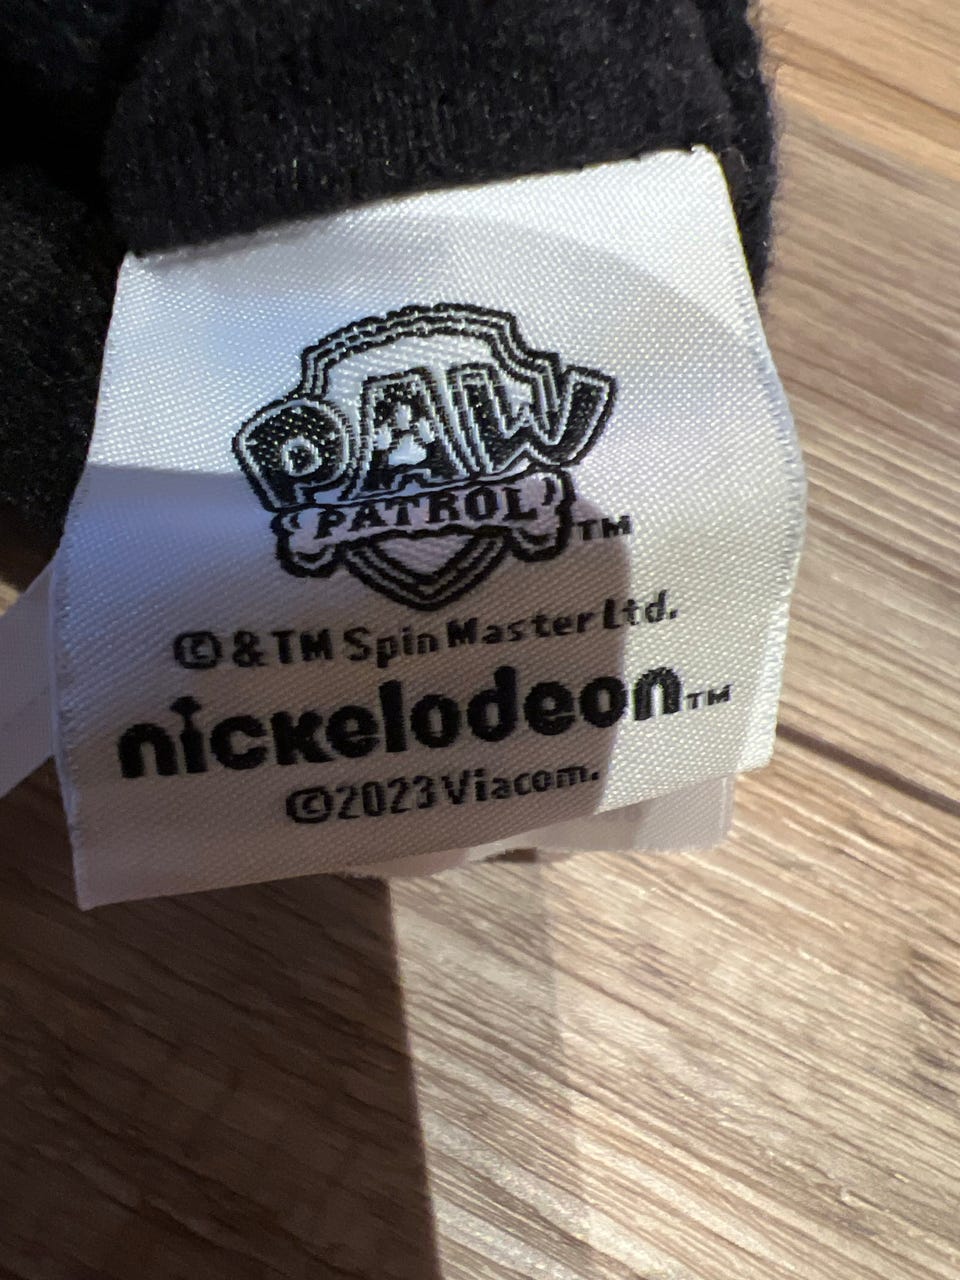 PAW
PATROL TM
© & TM Spin Master Ltd.
nickelodeon TM
© 2023 Viacom.